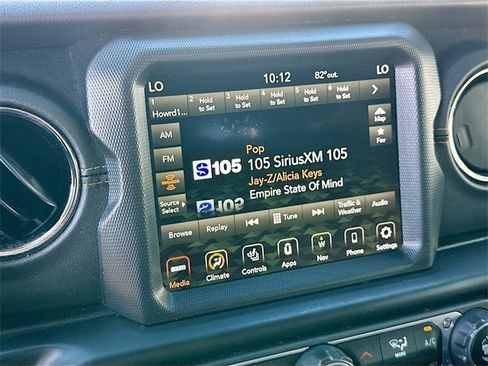 LO 10:12 82°out. LO
1 2 Hold to Set 3 Hold to Set 4 Hold to Set 5 Hold to Set 6 Hold to Set
Howrd1...
AM
Map
FM
Fav
Pop
S 105 105 SiriusXM 105
Jay-Z/Alicia Keys
Source Select
Empire State Of Mind
Browse Replay Tune Traffic & Weather Audio
Media Climate Controls Apps Nav Phone Settings
MODE A/C